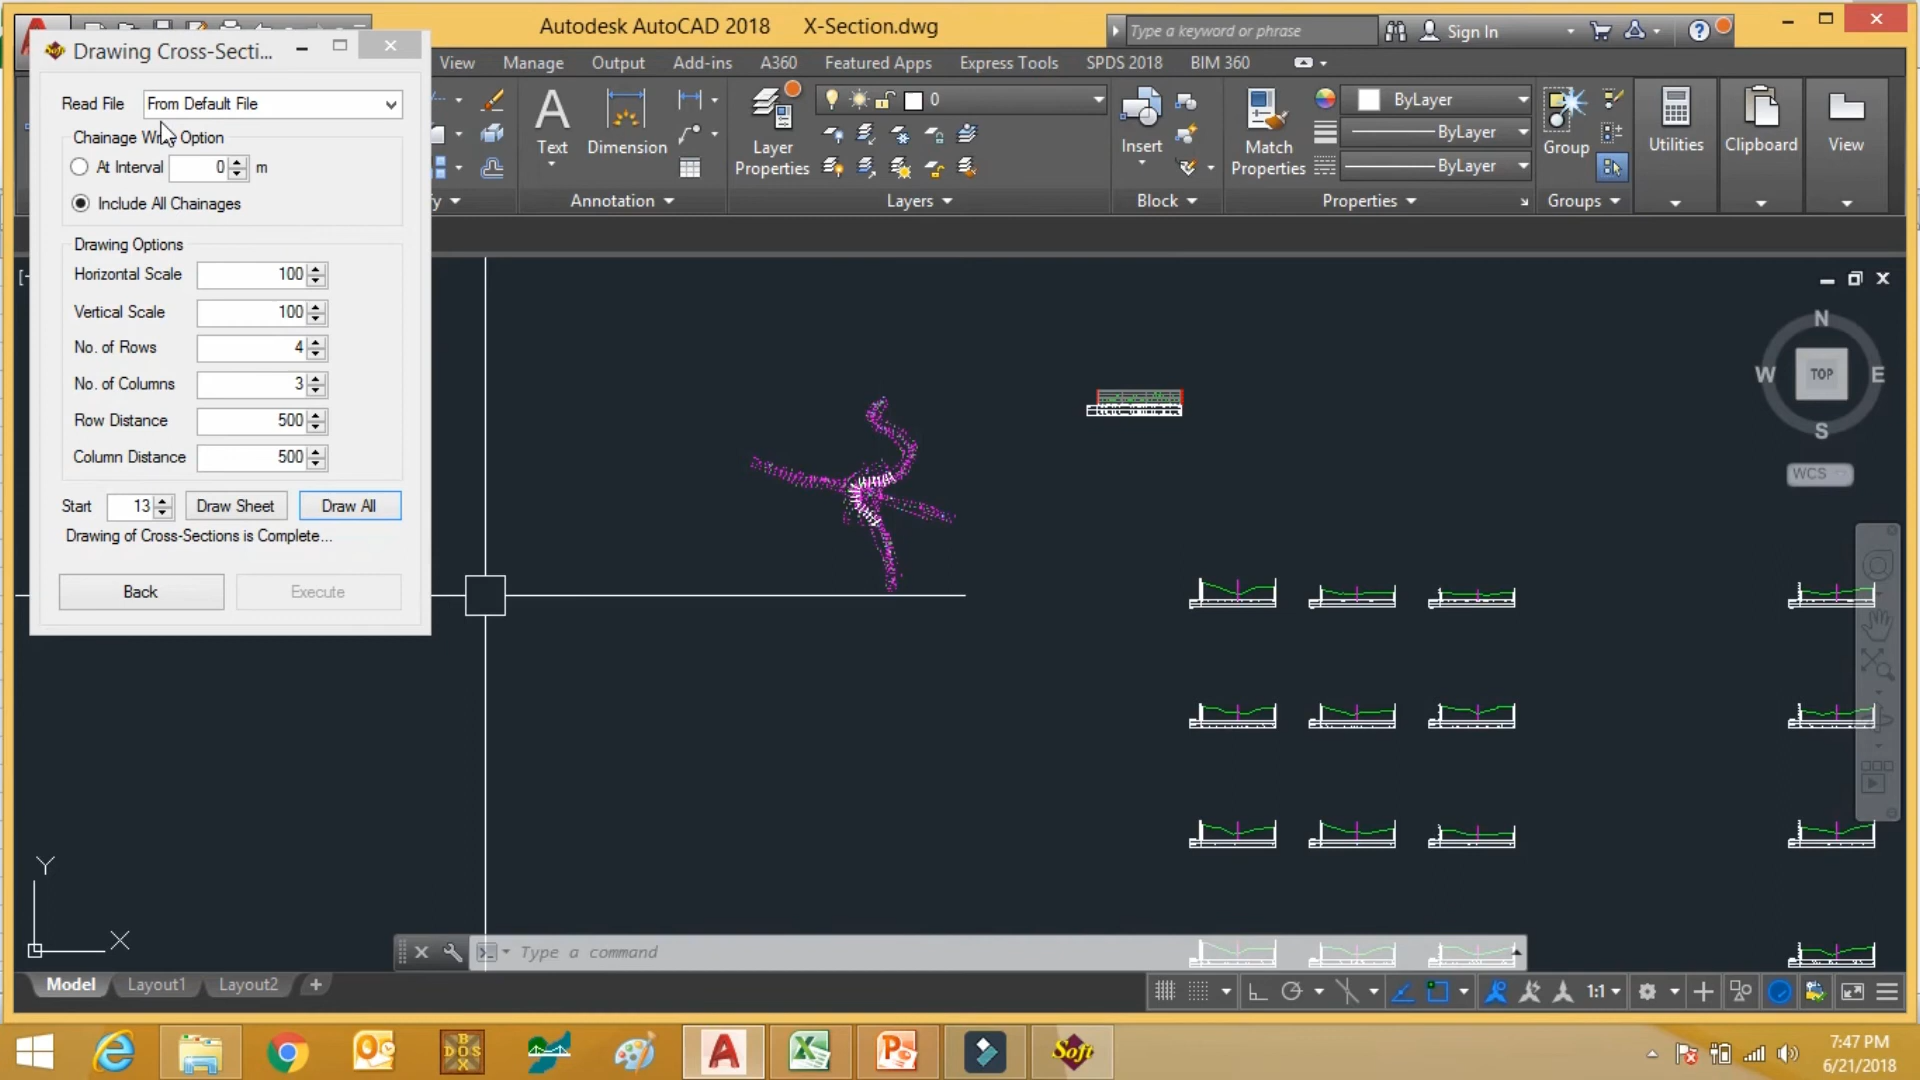 Autodesk AutoCAD 2018 X-Section.dwg
Type a keyword or phrase
Sign In
Drawing Cross-Secti...
View Manage Output Add-ins A360 Featured Apps Express Tools SPDS 2018 BIM 360
Read File From Default File
Chainage Wri Option
At Interval 0 m
Include All Chainages
Drawing Options
Horizontal Scale 100
Vertical Scale 100
No. of Rows 4
No. of Columns 3
Row Distance 500
Column Distance 500
Start 13 Draw Sheet Draw All
Drawing of Cross-Sections is Complete...
Back Execute
Text
Dimension
Layer
Properties
0
Insert
Match
Properties
ByLayer
ByLayer
ByLayer
Group
Utilities
Clipboard
View
y Annotation Layers Block Properties Groups
[-
N
W TOP E
S
WCS
Y
X
Type a command
Model Layout1 Layout2 +
1:1
DOS
BOX
Soft
7:47 PM
6/21/2018